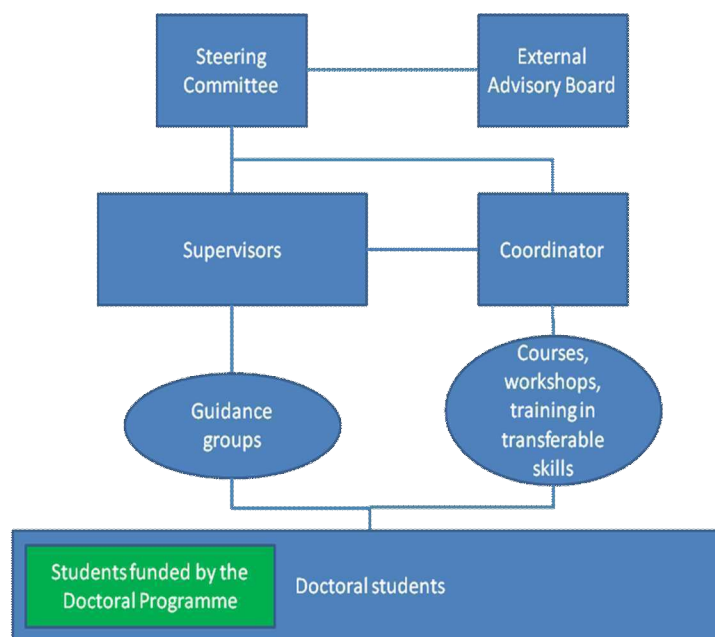 Steering
Committee
External
Advisory Board
Supervisors
Coordinator
Guidance
groups
Courses,
workshops,
training in
transferable
skills
Students funded by the
Doctoral Programme
Doctoral students